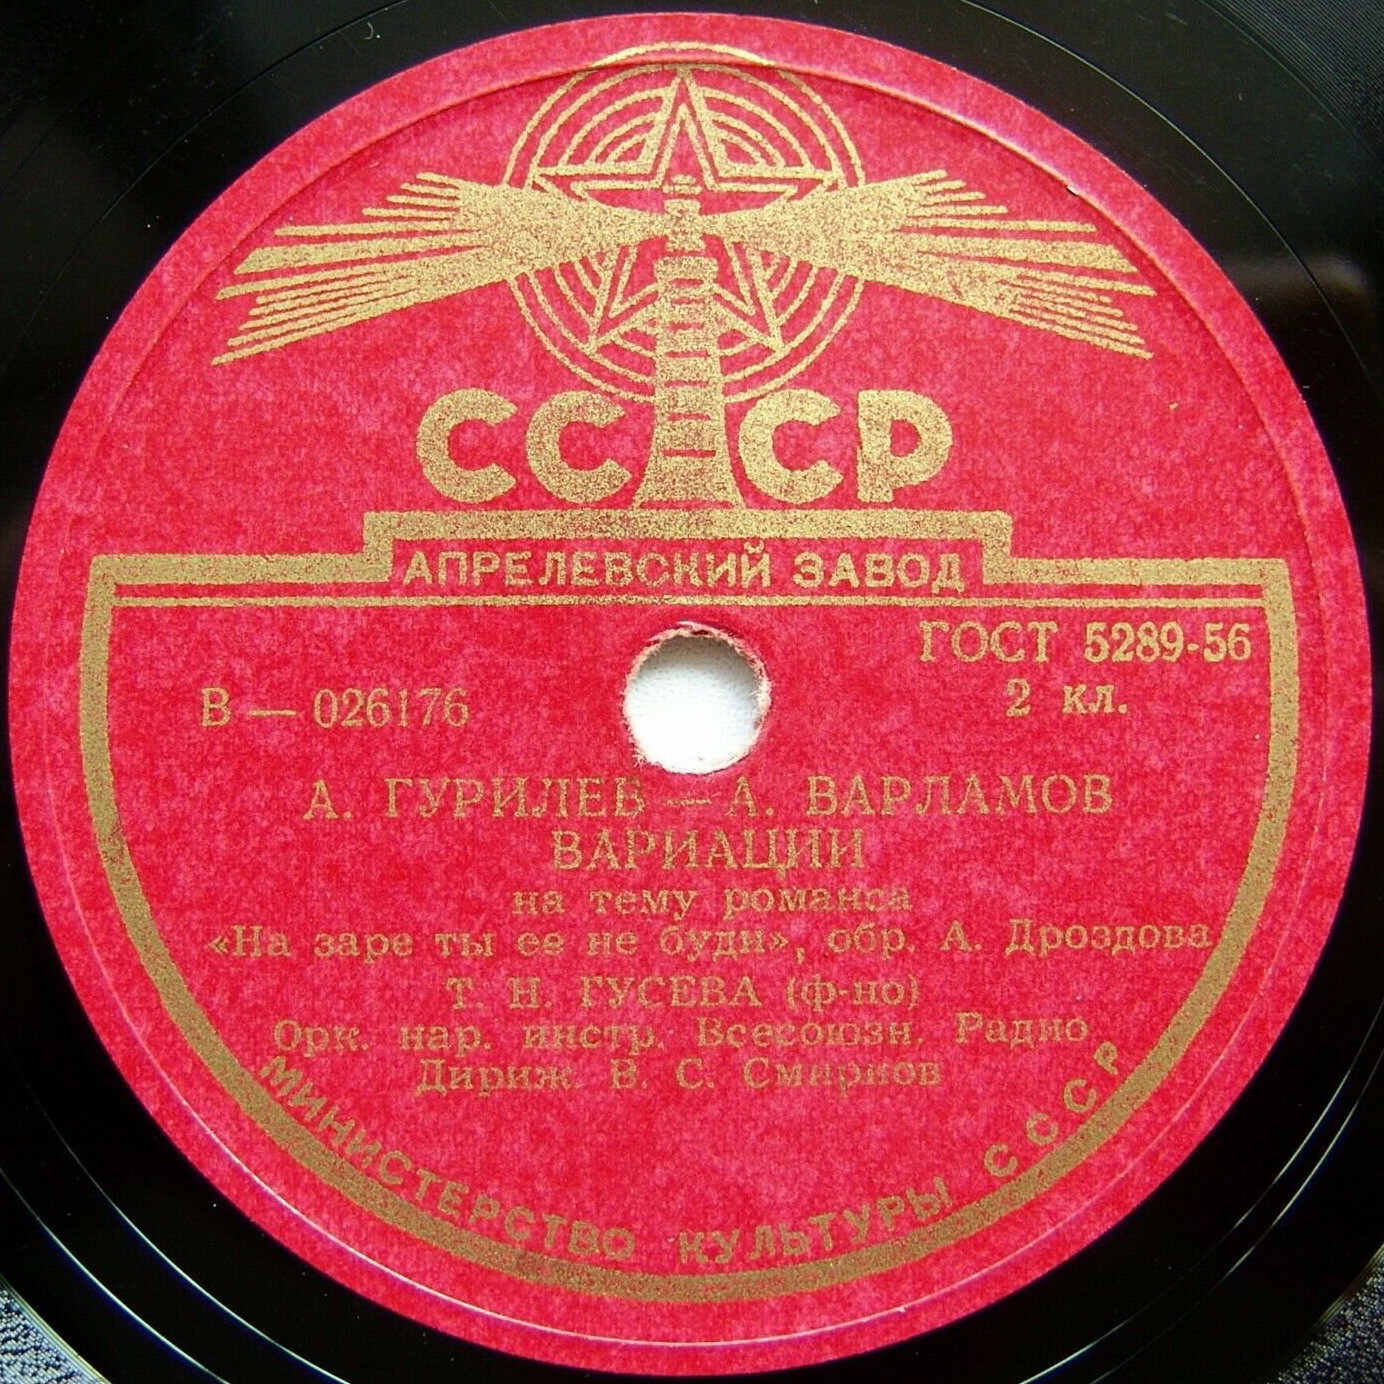 СССР
АПРЕЛЕВСКИЙ ЗАВОД
ГОСТ 5289-56
В — 026176
2 кл.
А. ГУРИЛЕВ — А. ВАРЛАМОВ
ВАРИАЦИИ
на тему романса
«На заре ты ее не буди», обр. А. Дроздова
Т. Н. ГУСЕВА (ф-но)
Орк. нар. инстр. Всесоюзн. Радио
Дириж. В. С. Смирнов
МИНИСТЕРСТВО КУЛЬТУРЫ СССР